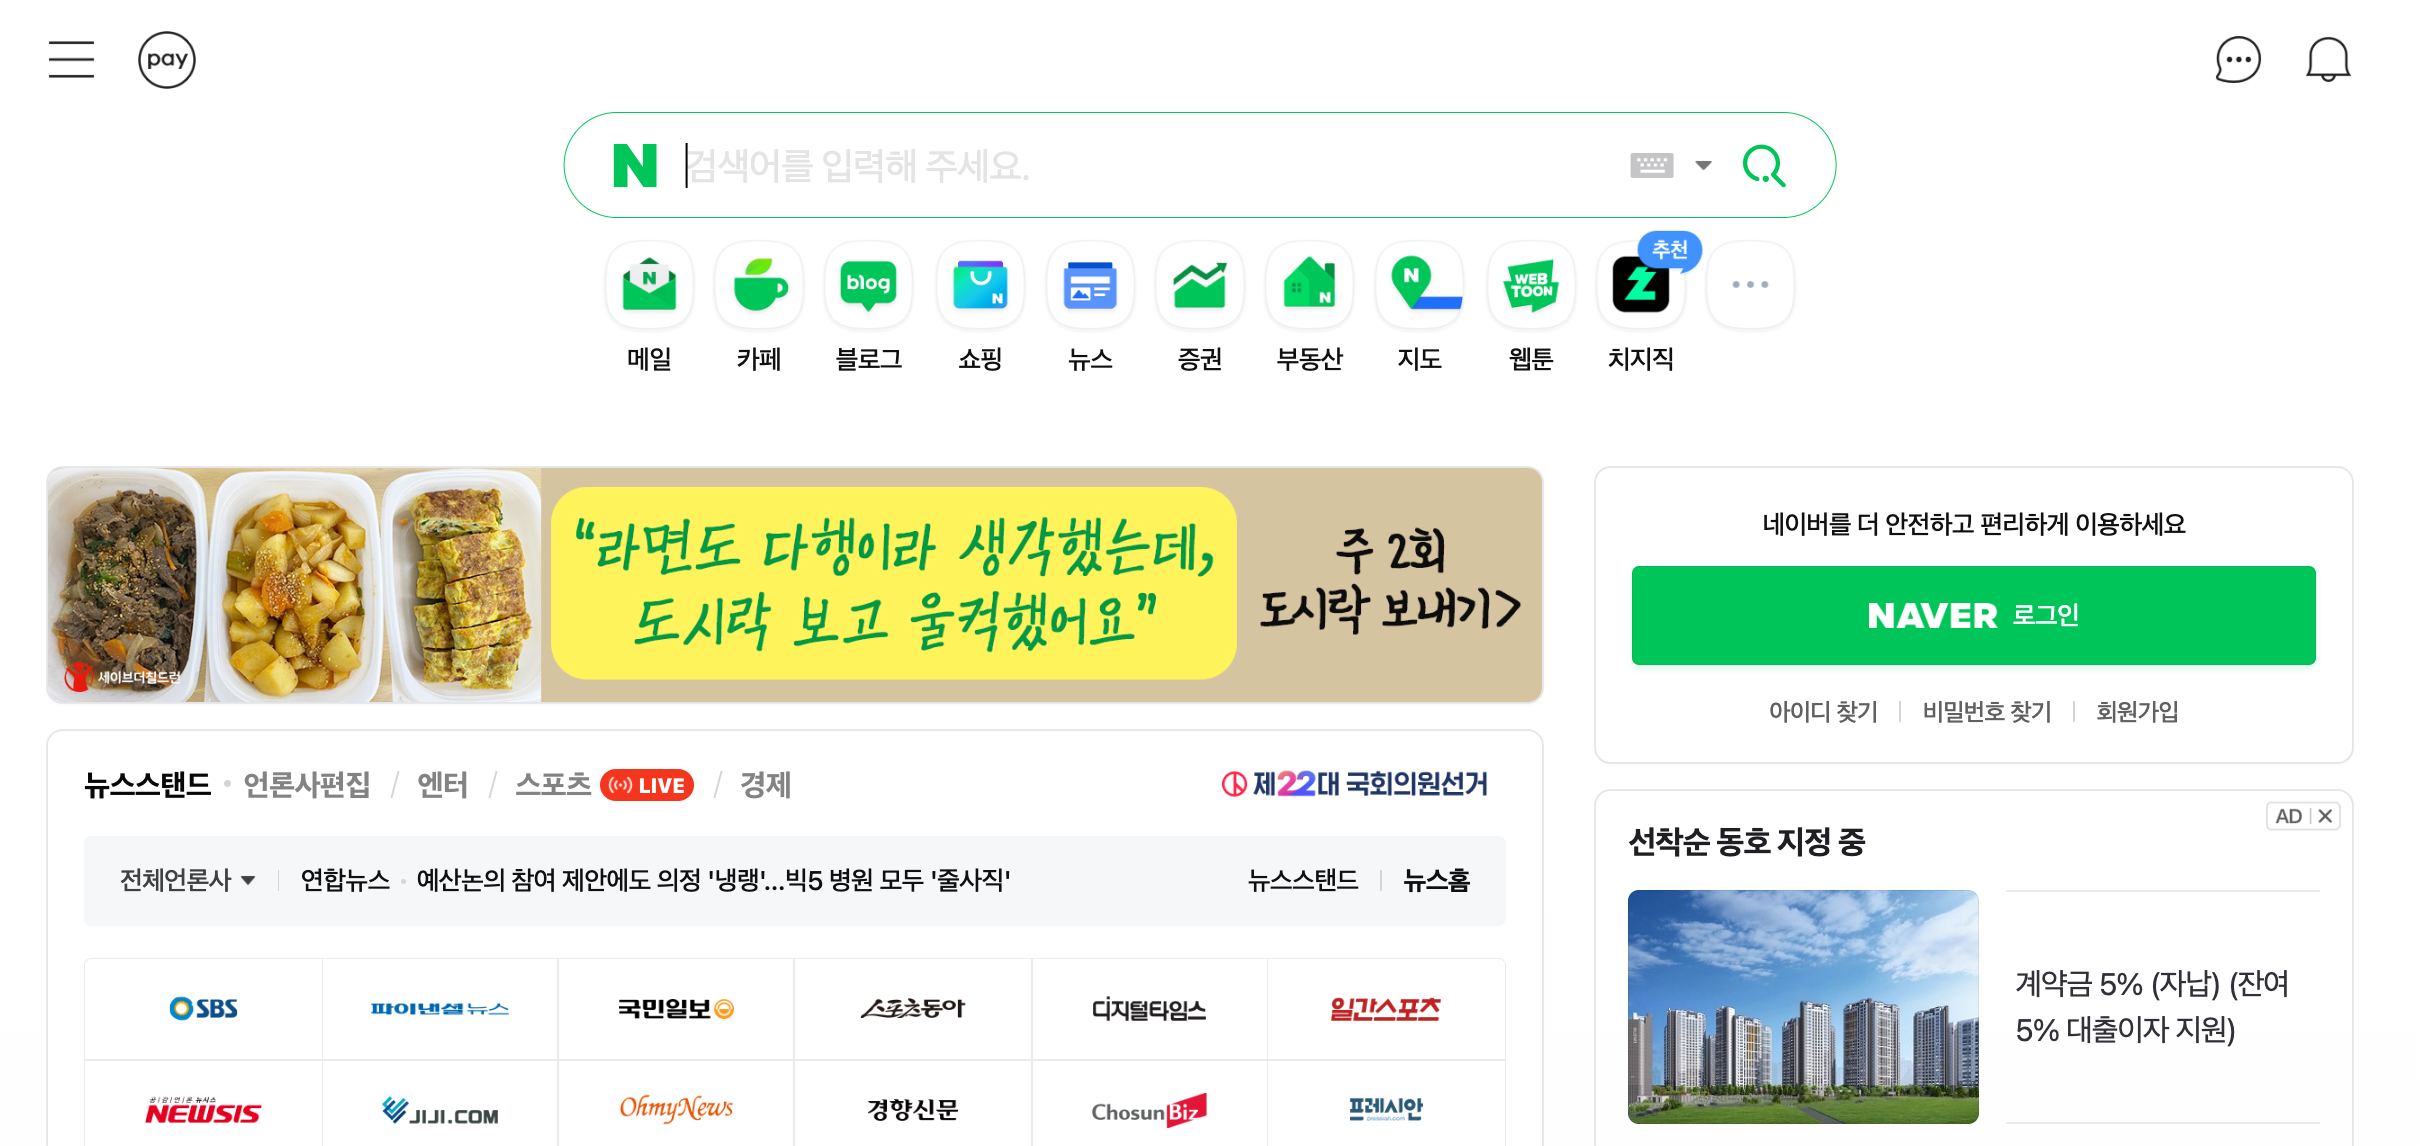 pay
N
검색어를 입력해 주세요.
N
blog
N
N
N
WEB
TOON
추천
메일
카페
블로그
쇼핑
뉴스
증권
부동산
지도
웹툰
치지직
세이브더칠드런
“라면도 다행이라 생각했는데,
도시락 보고 울컥했어요”
주 2회
도시락 보내기>
네이버를 더 안전하고 편리하게 이용하세요
NAVER 로그인
아이디 찾기
비밀번호 찾기
회원가입
뉴스스탠드
언론사편집
엔터
스포츠
LIVE
경제
제22대 국회의원선거
전체언론사
연합뉴스
예산논의 참여 제안에도 의정 '냉랭'...빅5 병원 모두 '줄사직'
뉴스스탠드
뉴스홈
SBS
파이낸셜뉴스
국민일보
스포츠동아
디지털타임스
일간스포츠
공감언론 뉴시스
NEWSIS
JIJI.COM
OhmyNews
경향신문
ChosunBiz
프레시안
pressian.com
AD
선착순 동호 지정 중
계약금 5% (자납) (잔여
5% 대출이자 지원)